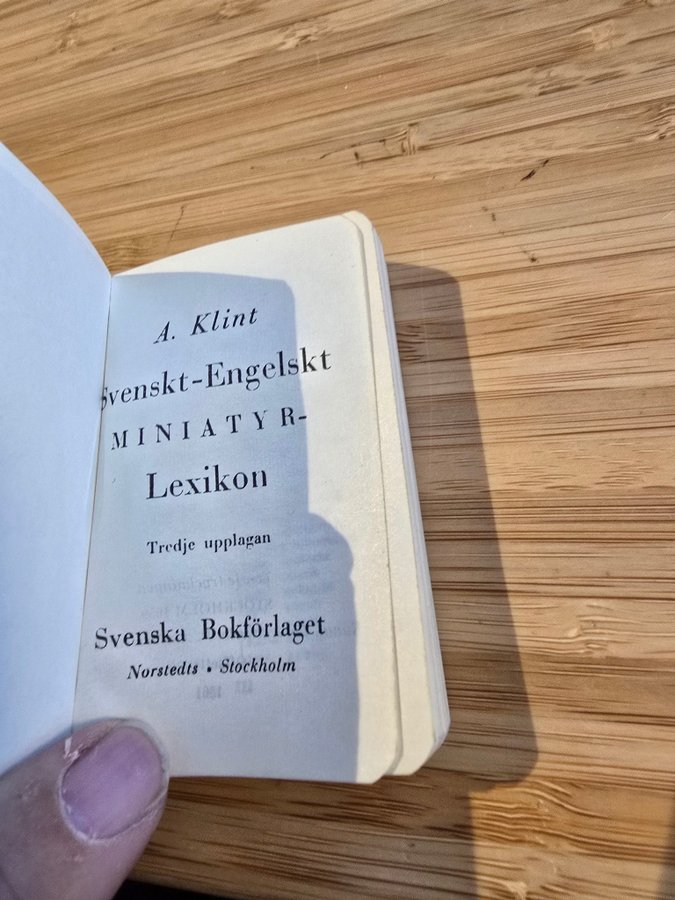 A. Klint
Svenskt-Engelskt
MINIATYR-
Lexikon
Tredje upplagan
Svenska Bokförlaget
Norstedts • Stockholm